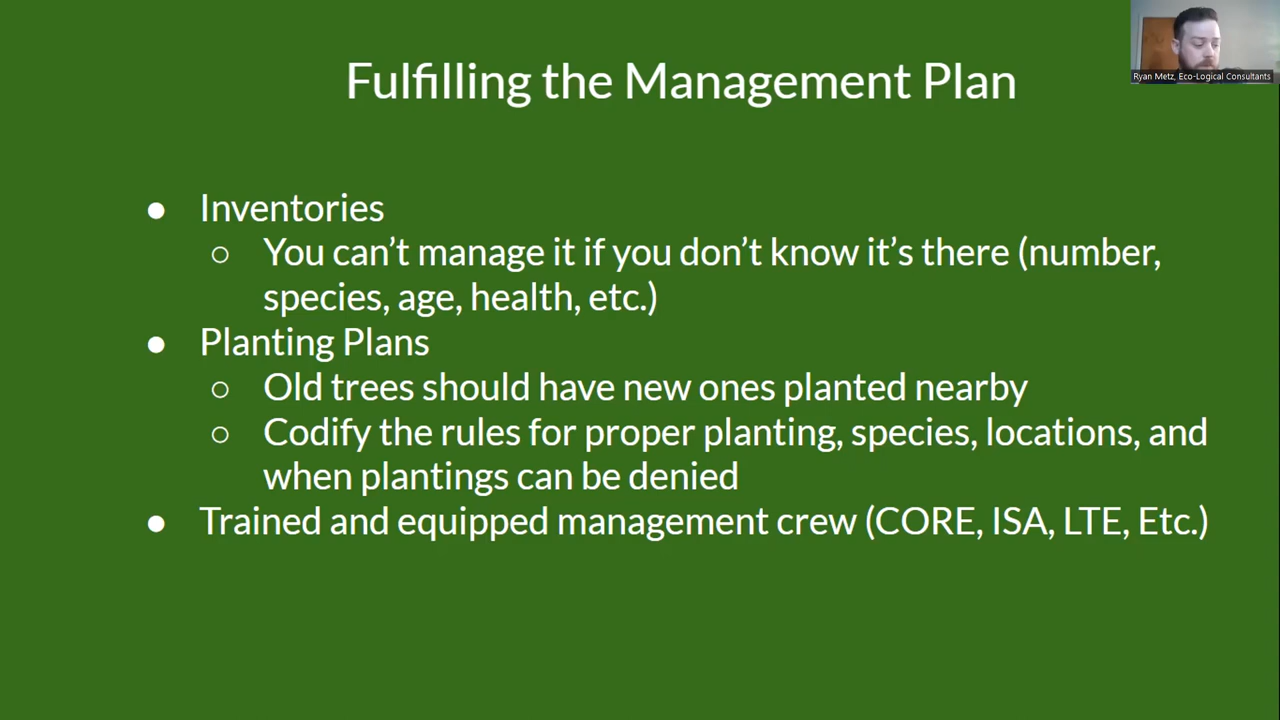 Fulfilling the Management Plan
Ryan Metz, Eco-Logical Consultants
● Inventories
○ You can't manage it if you don't know it's there (number,
species, age, health, etc.)
● Planting Plans
○ Old trees should have new ones planted nearby
○ Codify the rules for proper planting, species, locations, and
when plantings can be denied
● Trained and equipped management crew (CORE, ISA, LTE, Etc.)